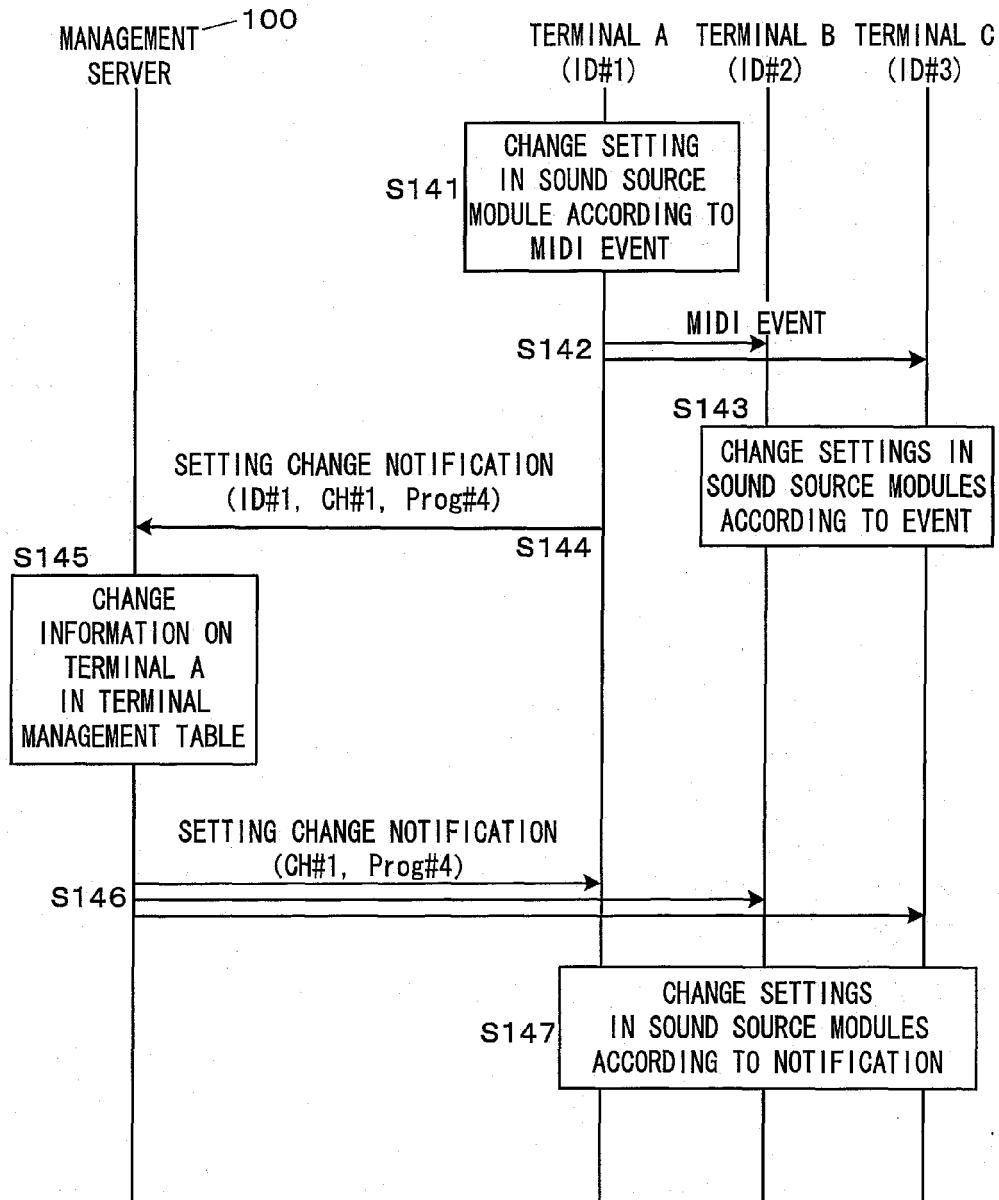 MANAGEMENT SERVER
100
TERMINAL A
(ID#1)
TERMINAL B
(ID#2)
TERMINAL C
(ID#3)
S141
CHANGE SETTING
IN SOUND SOURCE
MODULE ACCORDING TO
MIDI EVENT
MIDI EVENT
S142
S143
CHANGE SETTINGS IN
SOUND SOURCE MODULES
ACCORDING TO EVENT
SETTING CHANGE NOTIFICATION
(ID#1, CH#1, Prog#4)
S144
S145
CHANGE
INFORMATION ON
TERMINAL A
IN TERMINAL
MANAGEMENT TABLE
SETTING CHANGE NOTIFICATION
(CH#1, Prog#4)
S146
S147
CHANGE SETTINGS
IN SOUND SOURCE MODULES
ACCORDING TO NOTIFICATION